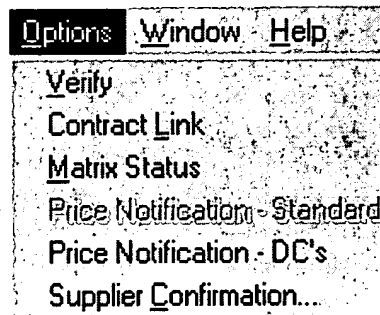 Options Window Help
Verify
Contract Link
Matrix Status
Price Notification - Standard
Price Notification - DC's
Supplier Confirmation...